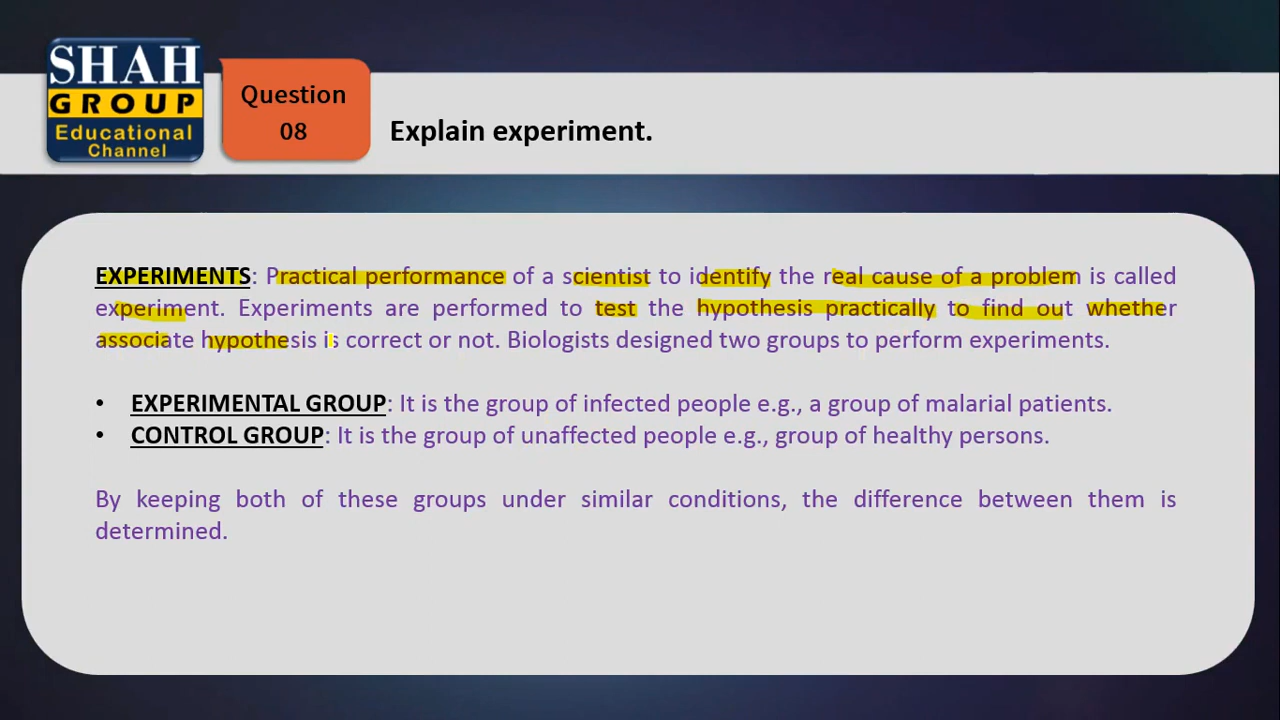 SHAH
GROUP
Educational
Channel
Question
08
Explain experiment.
EXPERIMENTS: Practical performance of a scientist to identify the real cause of a problem is called
experiment. Experiments are performed to test the hypothesis practically to find out whether
associate hypothesis is correct or not. Biologists designed two groups to perform experiments.
• EXPERIMENTAL GROUP: It is the group of infected people e.g., a group of malarial patients.
• CONTROL GROUP: It is the group of unaffected people e.g., group of healthy persons.
By keeping both of these groups under similar conditions, the difference between them is
determined.